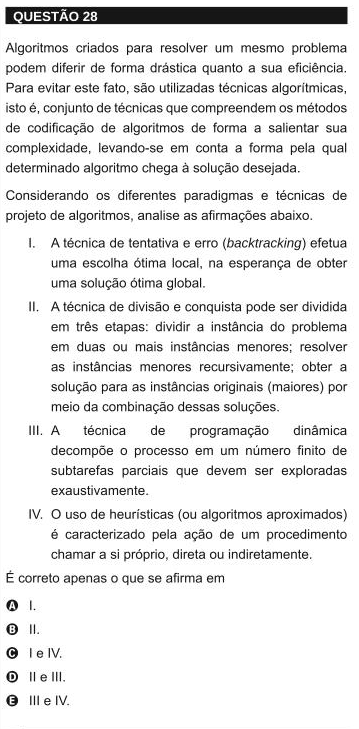 QUESTÃO 28
Algoritmos criados para resolver um mesmo problema
podem diferir de forma drástica quanto a sua eficiência.
Para evitar este fato, são utilizadas técnicas algorítmicas,
isto é, conjunto de técnicas que compreendem os métodos
de codificação de algoritmos de forma a salientar sua
complexidade, levando-se em conta a forma pela qual
determinado algoritmo chega à solução desejada.
Considerando os diferentes paradigmas e técnicas de
projeto de algoritmos, analise as afirmações abaixo.
I. A técnica de tentativa e erro (backtracking) efetua
uma escolha ótima local, na esperança de obter
uma solução ótima global.
II. A técnica de divisão e conquista pode ser dividida
em três etapas: dividir a instância do problema
em duas ou mais instâncias menores; resolver
as instâncias menores recursivamente; obter a
solução para as instâncias originais (maiores) por
meio da combinação dessas soluções.
III. A técnica de programação dinâmica
decompõe o processo em um número finito de
subtarefas parciais que devem ser exploradas
exaustivamente.
IV. O uso de heurísticas (ou algoritmos aproximados)
é caracterizado pela ação de um procedimento
chamar a si próprio, direta ou indiretamente.
É correto apenas o que se afirma em
A I.
B II.
C I e IV.
D II e III.
E III e IV.